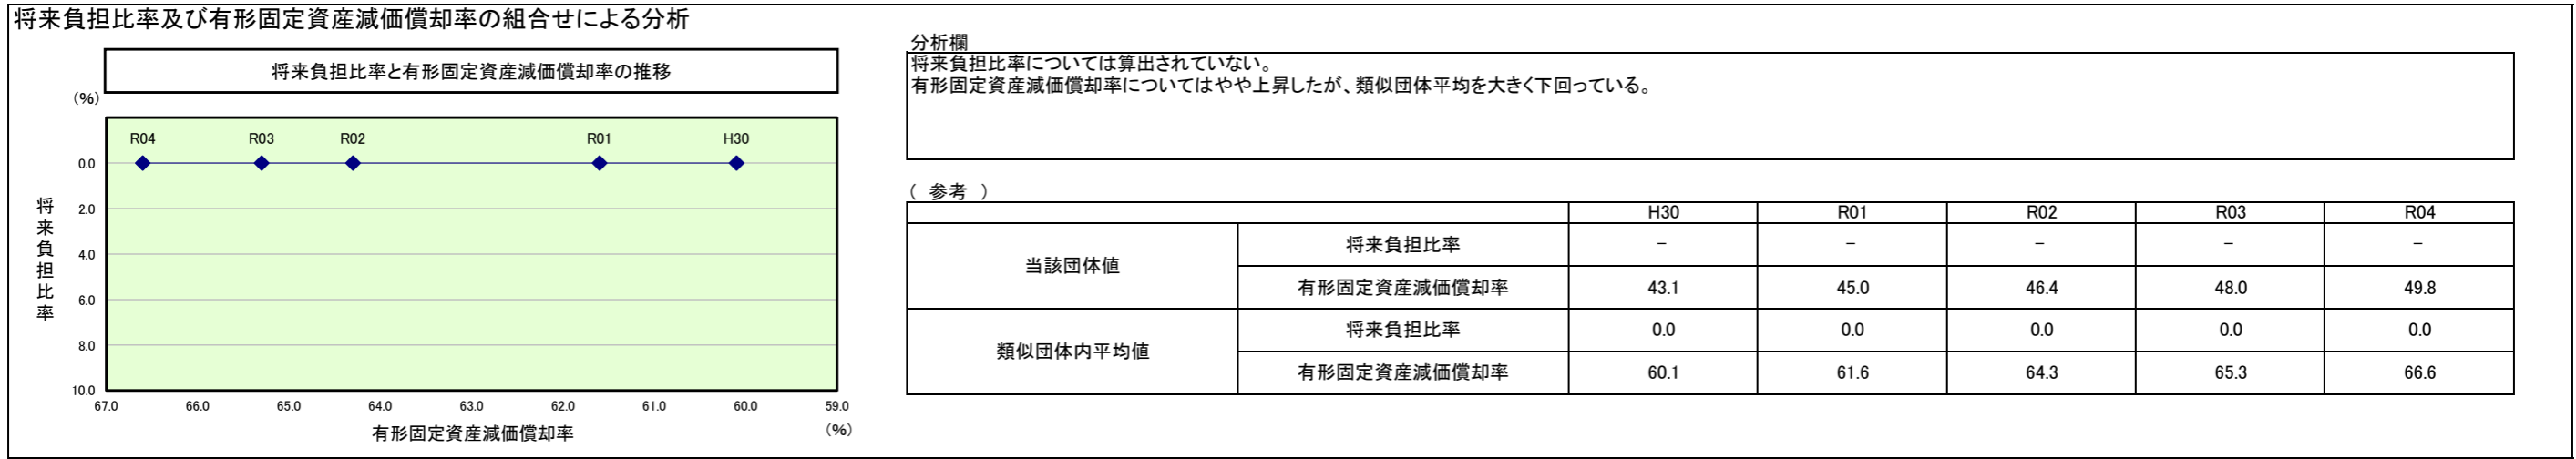 将来負担比率及び有形固定資産減価償却率の組合せによる分析
将来負担比率と有形固定資産減価償却率の推移
(%)
R04 R03 R02 R01 H30
0.0
2.0
4.0
6.0
8.0
10.0
将来負担比率
67.0 66.0 65.0 64.0 63.0 62.0 61.0 60.0 59.0
有形固定資産減価償却率
(%)
分析欄
将来負担比率については算出されていない。
有形固定資産減価償却率についてはやや上昇したが、類似団体平均を大きく下回っている。
( 参考 )
H30 R01 R02 R03 R04
当該団体値
将来負担比率 － － － － －
有形固定資産減価償却率 43.1 45.0 46.4 48.0 49.8
類似団体内平均値
将来負担比率 0.0 0.0 0.0 0.0 0.0
有形固定資産減価償却率 60.1 61.6 64.3 65.3 66.6